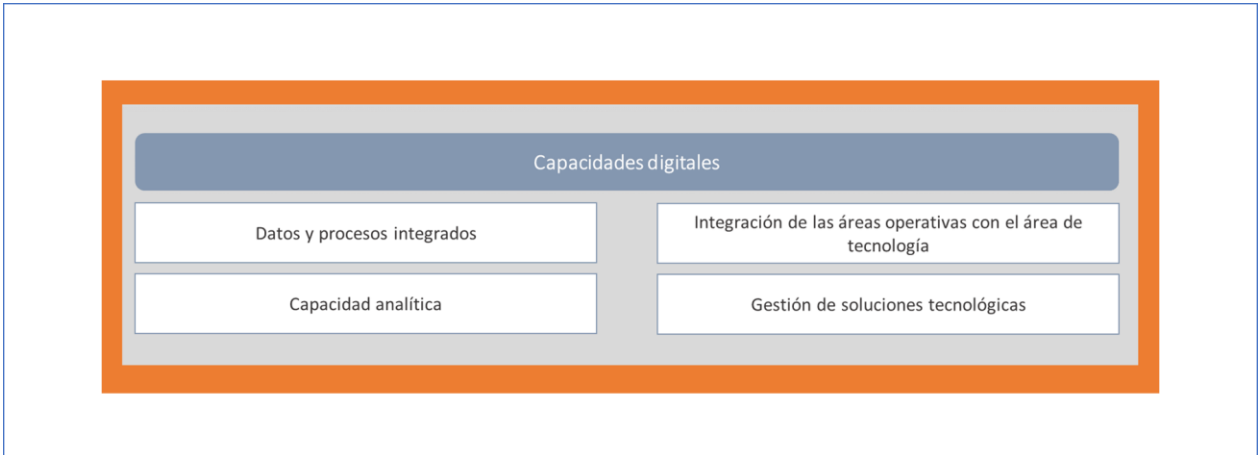 Capacidades digitales
Datos y procesos integrados
Integración de las áreas operativas con el área de
tecnología
Capacidad analítica
Gestión de soluciones tecnológicas